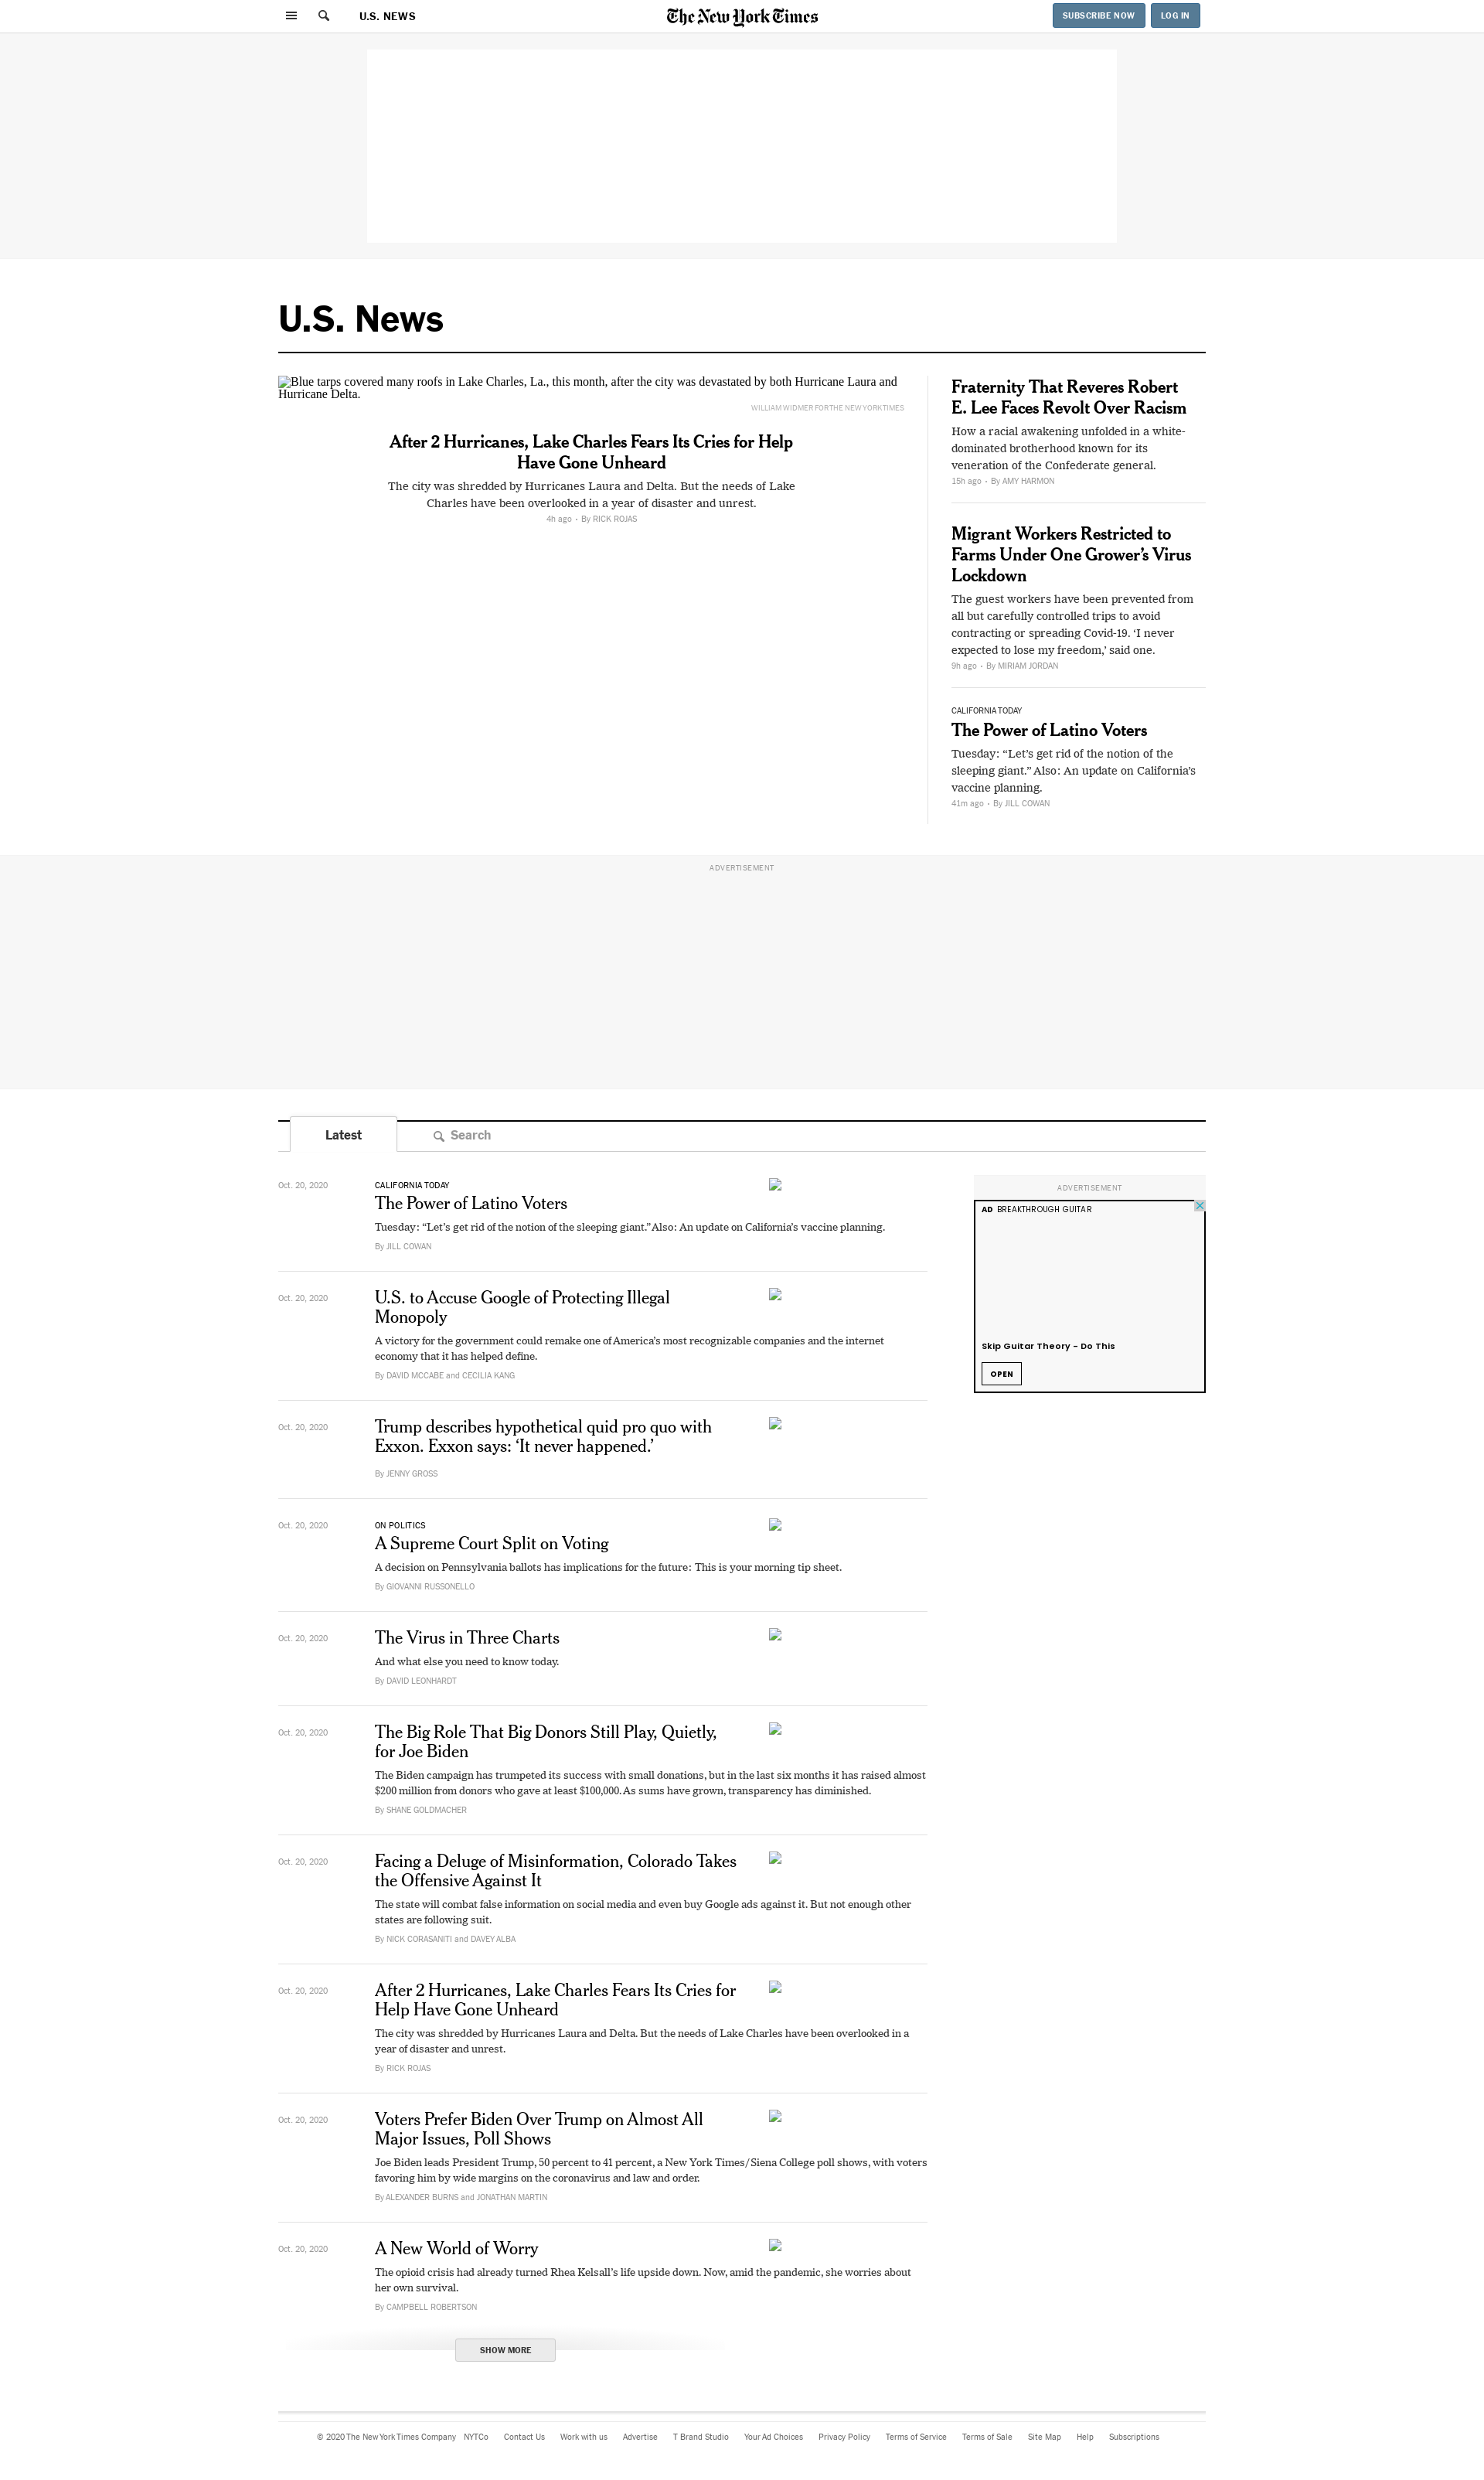 U.S. NEWS
The New York Times
SUBSCRIBE NOW
LOG IN
U.S. News
Blue tarps covered many roofs in Lake Charles, La., this month, after the city was devastated by both Hurricane Laura and
Hurricane Delta.
WILLIAM WIDMER FOR THE NEW YORK TIMES
After 2 Hurricanes, Lake Charles Fears Its Cries for Help
Have Gone Unheard
The city was shredded by Hurricanes Laura and Delta. But the needs of Lake
Charles have been overlooked in a year of disaster and unrest.
4h ago • By RICK ROJAS
Fraternity That Reveres Robert
E. Lee Faces Revolt Over Racism
How a racial awakening unfolded in a white-
dominated brotherhood known for its
veneration of the Confederate general.
15h ago • By AMY HARMON
Migrant Workers Restricted to
Farms Under One Grower’s Virus
Lockdown
The guest workers have been prevented from
all but carefully controlled trips to avoid
contracting or spreading Covid-19. ‘I never
expected to lose my freedom,’ said one.
9h ago • By MIRIAM JORDAN
CALIFORNIA TODAY
The Power of Latino Voters
Tuesday: “Let’s get rid of the notion of the
sleeping giant.” Also: An update on California’s
vaccine planning.
41m ago • By JILL COWAN
ADVERTISEMENT
Latest
Search
Oct. 20, 2020
CALIFORNIA TODAY
The Power of Latino Voters
Tuesday: “Let’s get rid of the notion of the sleeping giant.” Also: An update on California’s vaccine planning.
By JILL COWAN
ADVERTISEMENT
AD BREAKTHROUGH GUITAR
Skip Guitar Theory - Do This
OPEN
Oct. 20, 2020
U.S. to Accuse Google of Protecting Illegal
Monopoly
A victory for the government could remake one of America’s most recognizable companies and the internet
economy that it has helped define.
By DAVID MCCABE and CECILIA KANG
Oct. 20, 2020
Trump describes hypothetical quid pro quo with
Exxon. Exxon says: ‘It never happened.’
By JENNY GROSS
Oct. 20, 2020
ON POLITICS
A Supreme Court Split on Voting
A decision on Pennsylvania ballots has implications for the future: This is your morning tip sheet.
By GIOVANNI RUSSONELLO
Oct. 20, 2020
The Virus in Three Charts
And what else you need to know today.
By DAVID LEONHARDT
Oct. 20, 2020
The Big Role That Big Donors Still Play, Quietly,
for Joe Biden
The Biden campaign has trumpeted its success with small donations, but in the last six months it has raised almost
$200 million from donors who gave at least $100,000. As sums have grown, transparency has diminished.
By SHANE GOLDMACHER
Oct. 20, 2020
Facing a Deluge of Misinformation, Colorado Takes
the Offensive Against It
The state will combat false information on social media and even buy Google ads against it. But not enough other
states are following suit.
By NICK CORASANITI and DAVEY ALBA
Oct. 20, 2020
After 2 Hurricanes, Lake Charles Fears Its Cries for
Help Have Gone Unheard
The city was shredded by Hurricanes Laura and Delta. But the needs of Lake Charles have been overlooked in a
year of disaster and unrest.
By RICK ROJAS
Oct. 20, 2020
Voters Prefer Biden Over Trump on Almost All
Major Issues, Poll Shows
Joe Biden leads President Trump, 50 percent to 41 percent, a New York Times/Siena College poll shows, with voters
favoring him by wide margins on the coronavirus and law and order.
By ALEXANDER BURNS and JONATHAN MARTIN
Oct. 20, 2020
A New World of Worry
The opioid crisis had already turned Rhea Kelsall’s life upside down. Now, amid the pandemic, she worries about
her own survival.
By CAMPBELL ROBERTSON
SHOW MORE
© 2020 The New York Times Company NYTCo Contact Us Work with us Advertise T Brand Studio Your Ad Choices Privacy Policy Terms of Service Terms of Sale Site Map Help Subscriptions